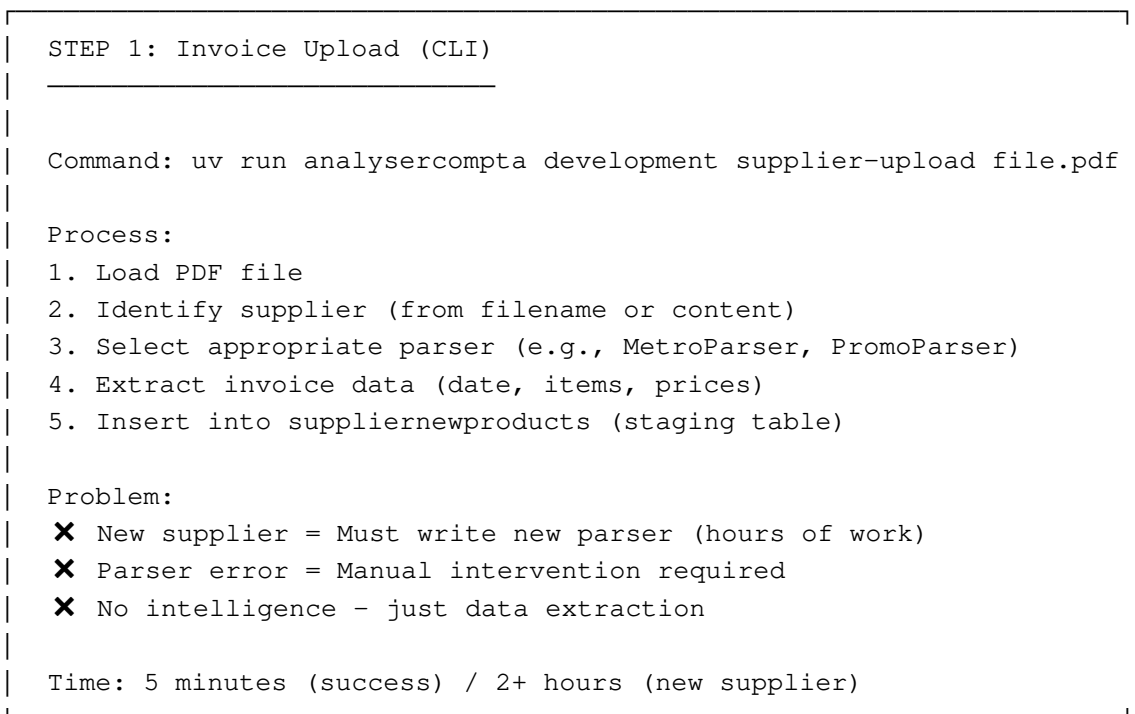 STEP 1: Invoice Upload (CLI)
Command: uv run analysercompta development supplier-upload file.pdf
Process:
1. Load PDF file
2. Identify supplier (from filename or content)
3. Select appropriate parser (e.g., MetroParser, PromoParser)
4. Extract invoice data (date, items, prices)
5. Insert into suppliernewproducts (staging table)
Problem:
❌ New supplier = Must write new parser (hours of work)
❌ Parser error = Manual intervention required
❌ No intelligence - just data extraction
Time: 5 minutes (success) / 2+ hours (new supplier)